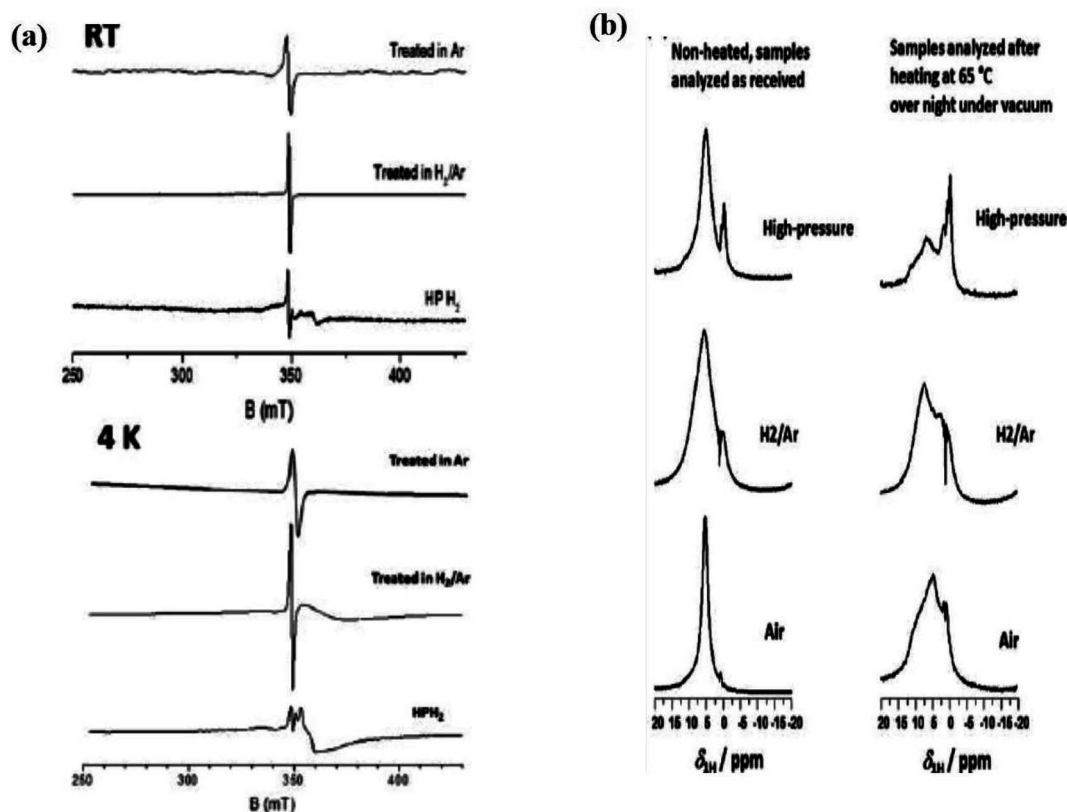 (a)
RT
Treated in Ar
Treated in H₂/Ar
HP H₂
250 300 350 400
B (mT)
4 K
Treated in Ar
Treated in H₂/Ar
HPH₂
250 300 350 400
B (mT)
(b)
Non-heated, samples
analyzed as received
High-pressure
H2/Ar
Air
20 15 10 5 0 -5 -10 -15 -20
δ1H / ppm
Samples analyzed after
heating at 65 °C
over night under vacuum
High-pressure
H2/Ar
Air
20 15 10 5 0 -5 -10 -15 -20
δ1H / ppm